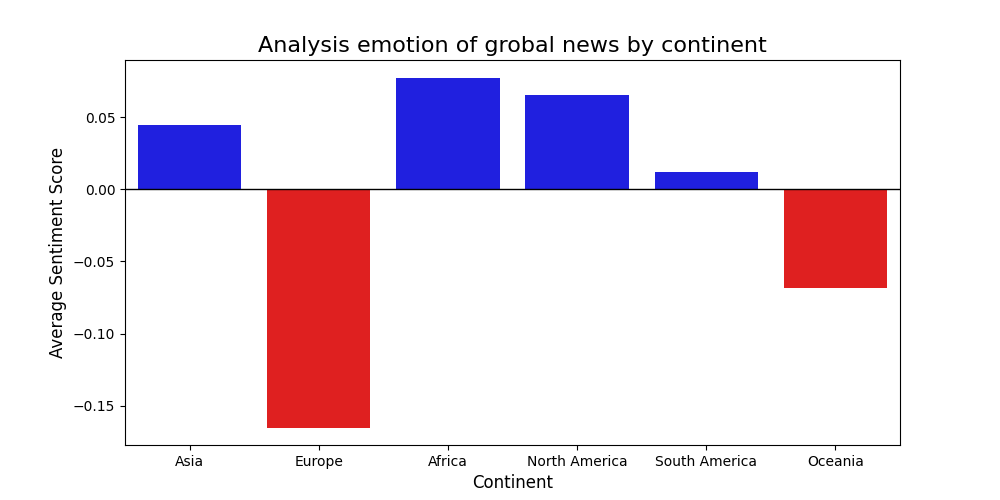 Analysis emotion of grobal news by continent
Average Sentiment Score
0.05
0.00
−0.05
−0.10
−0.15
Asia Europe Africa North America South America Oceania
Continent